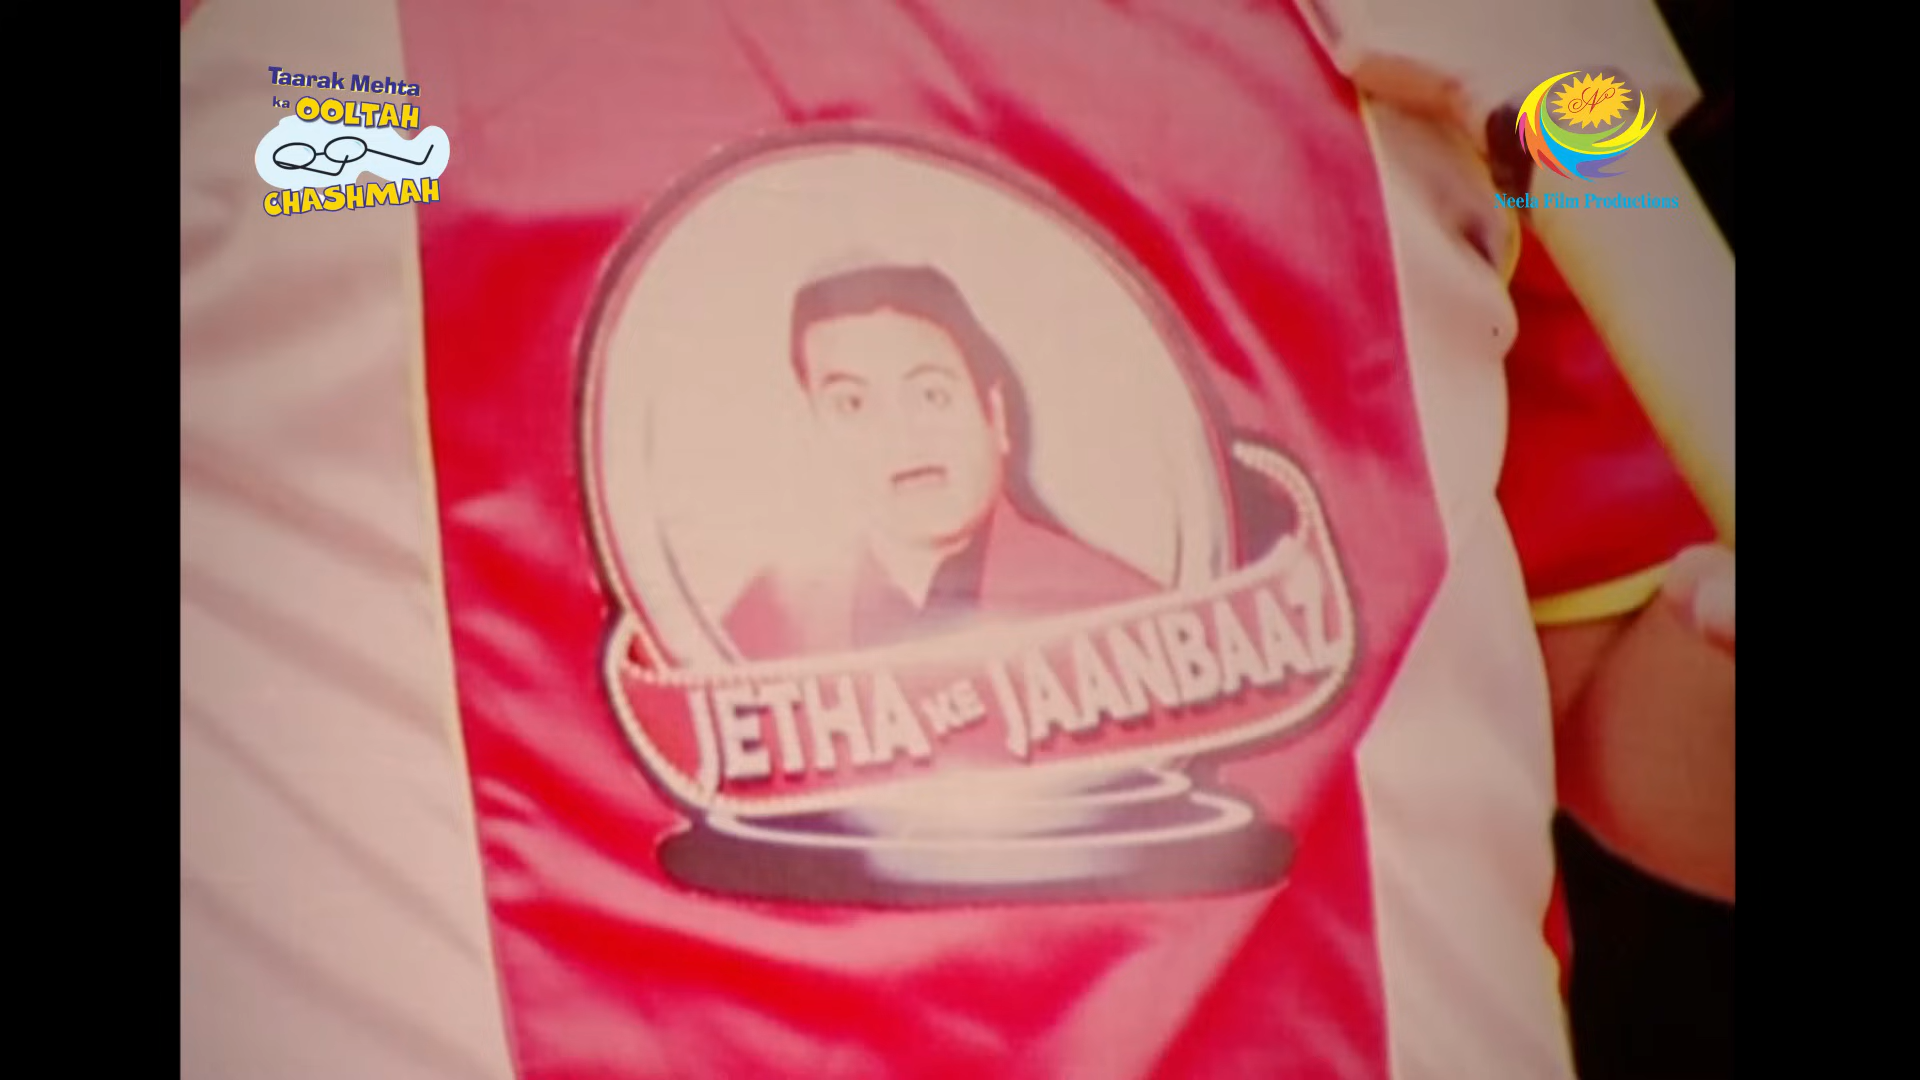 Taarak Mehta
ka OOLTAH
CHASHMAH
Neela Film Productions
JETHA KE JAANBAAZ